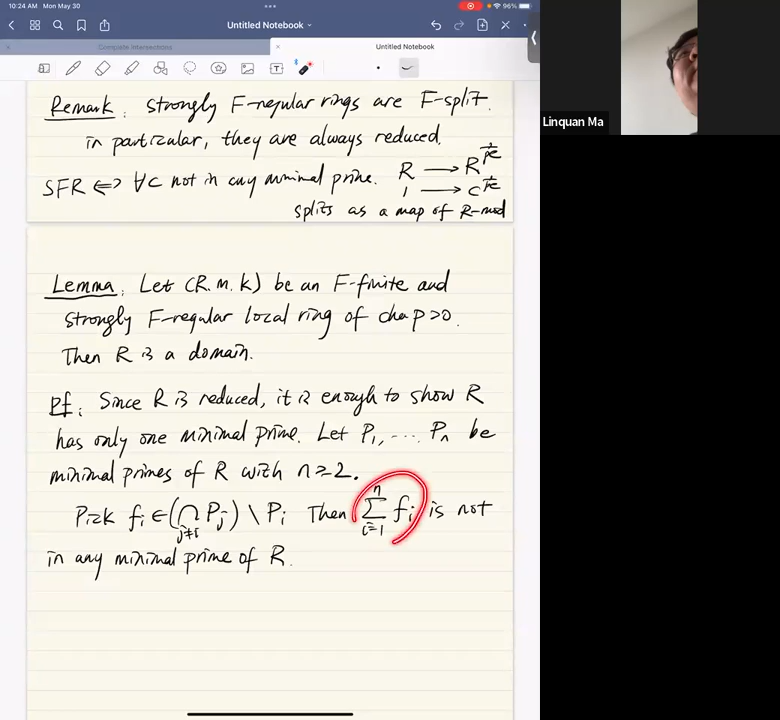 10:24 AM Mon May 30
96%
Untitled Notebook
Complete Intersections
Untitled Notebook
Linquan Ma
Remark: Strongly F-regular rings are F-split.
in particular, they are always reduced.
SFR ⟺ ∀c not in any minimal prime. R → R^{1/p^e}
1 → c^{1/p^e}
splits as a map of R-mod
Lemma: Let (R, m, k) be an F-finite and
strongly F-regular local ring of char p>0.
Then R is a domain.
Pf: Since R is reduced, it is enough to show R
has only one minimal prime. Let P_1, ... P_n be
minimal primes of R with n≥2.
Pick f_i ∈ (⋂_{j≠i} P_j) \ P_i Then ∑_{i=1}^{n} f_i is not
in any minimal prime of R.